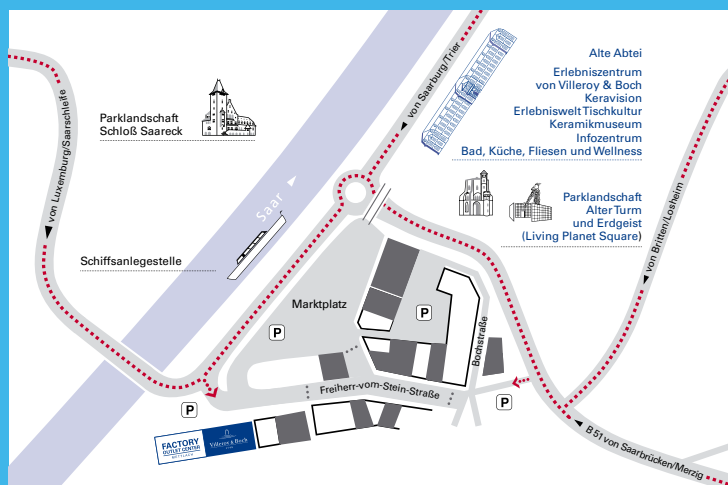 Alte Abtei
Erlebniszentrum
von Villeroy & Boch
Keravision
Erlebniswelt Tischkultur
Keramikmuseum
Infozentrum
Bad, Küche, Fliesen und Wellness
von Saarburg/Trier
Parklandschaft
Schloß Saareck
von Luxemburg/Saarschleife
Saar
Parklandschaft
Alter Turm
und Erdgeist
(Living Planet Square)
von Britten/Losheim
Schiffsanlegestelle
Marktplatz
P
P
Bochstraße
Freiherr-vom-Stein-Straße
P
P
B 51 von Saarbrücken/Merzig
FACTORY
OUTLET CENTER
METTLACH
Villeroy & Boch